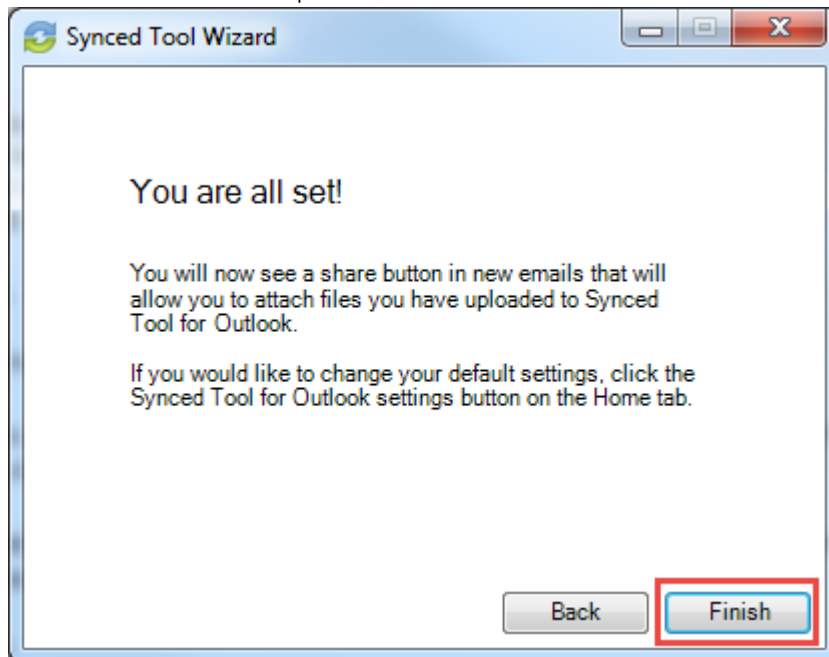 Synced Tool Wizard
You are all set!
You will now see a share button in new emails that will
allow you to attach files you have uploaded to Synced
Tool for Outlook.
If you would like to change your default settings, click the
Synced Tool for Outlook settings button on the Home tab.
Back
Finish